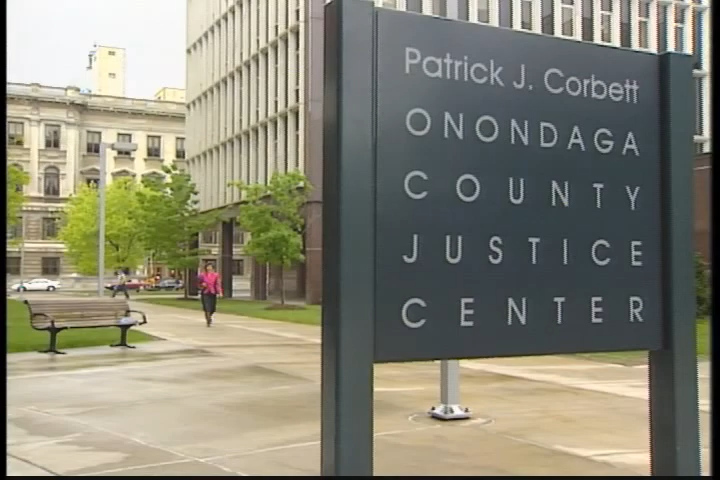 Patrick J. Corbett
ONONDAGA
COUNTY
JUSTICE
CENTER